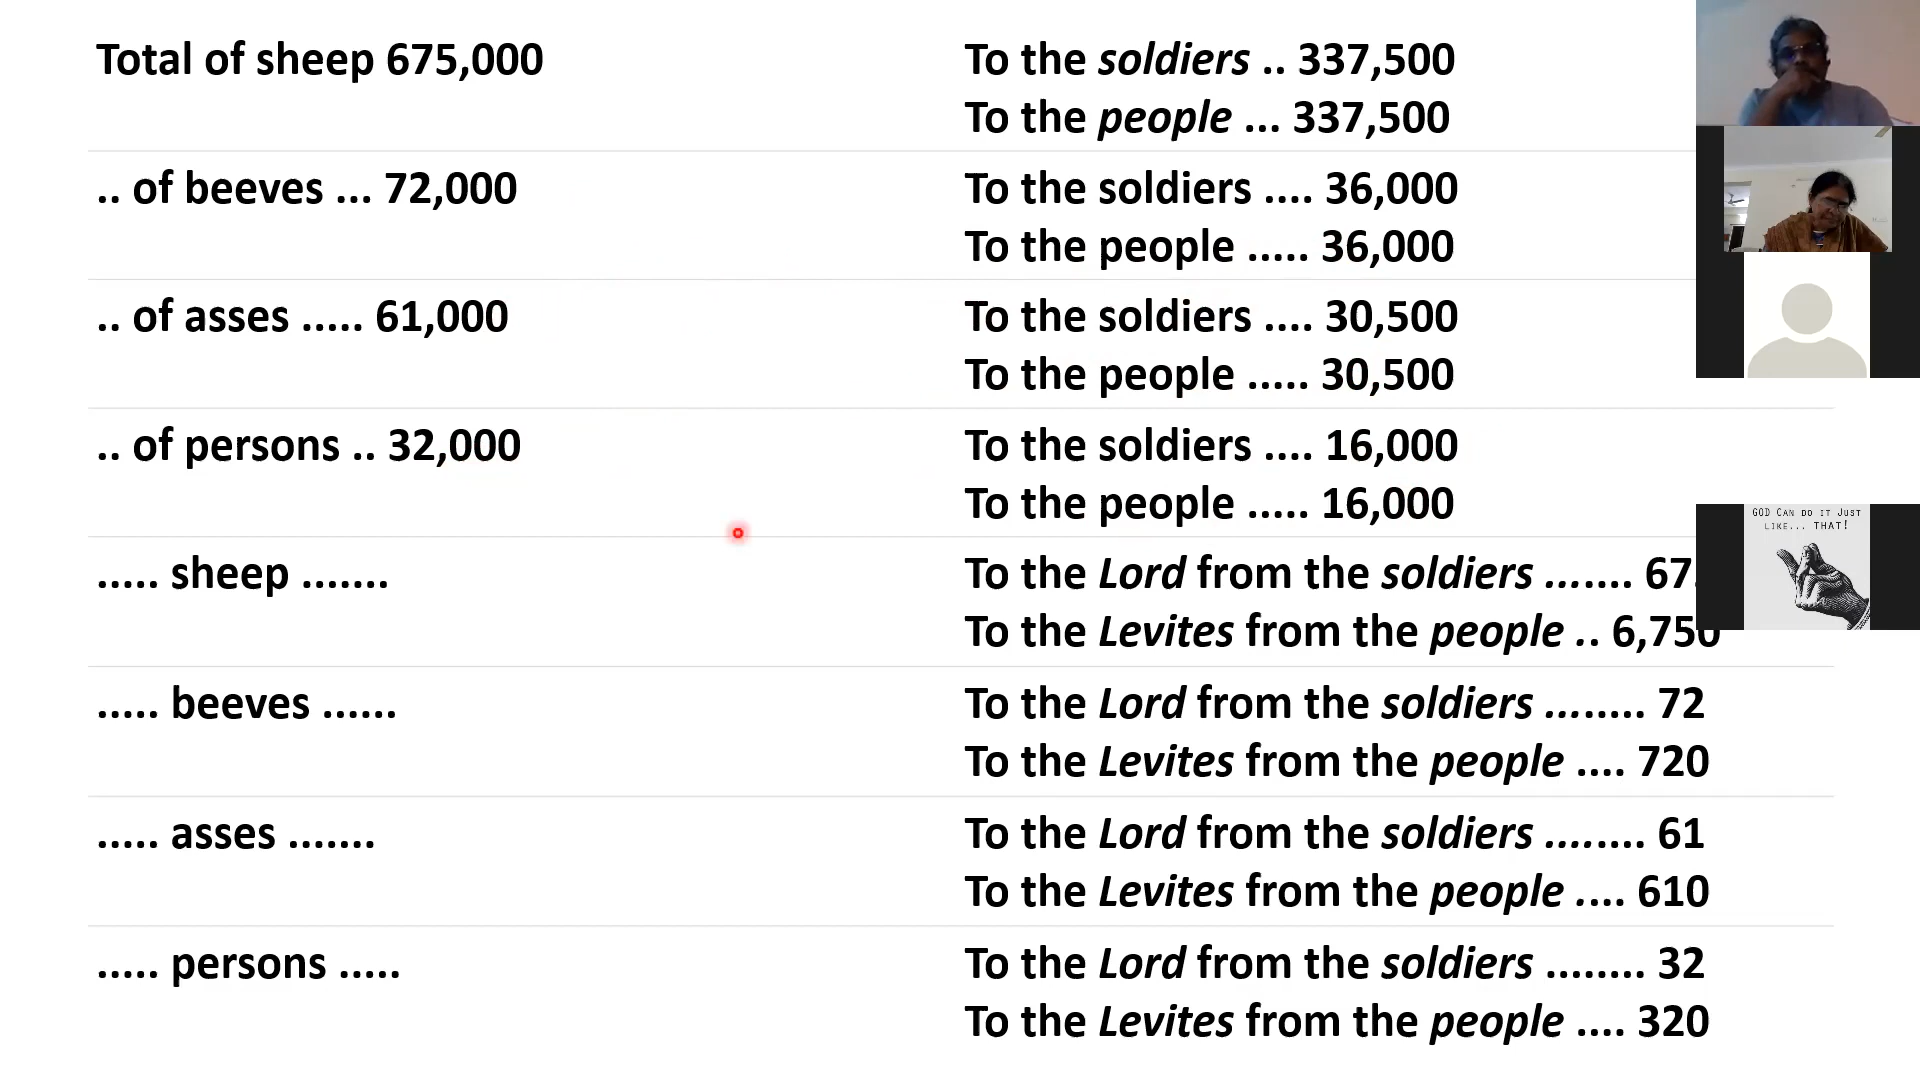 Total of sheep 675,000
To the soldiers .. 337,500
To the people ... 337,500
.. of beeves ... 72,000
To the soldiers .... 36,000
To the people ..... 36,000
.. of asses ..... 61,000
To the soldiers .... 30,500
To the people ..... 30,500
.. of persons .. 32,000
To the soldiers .... 16,000
To the people ..... 16,000
..... sheep .......
To the Lord from the soldiers .......
To the Levites from the people .. 6,750
..... beeves ......
To the Lord from the soldiers ........ 72
To the Levites from the people .... 720
..... asses .......
To the Lord from the soldiers ........ 61
To the Levites from the people .... 610
..... persons .....
To the Lord from the soldiers ........ 32
To the Levites from the people .... 320
GOD CAN DO IT JUST
LIKE... THAT!